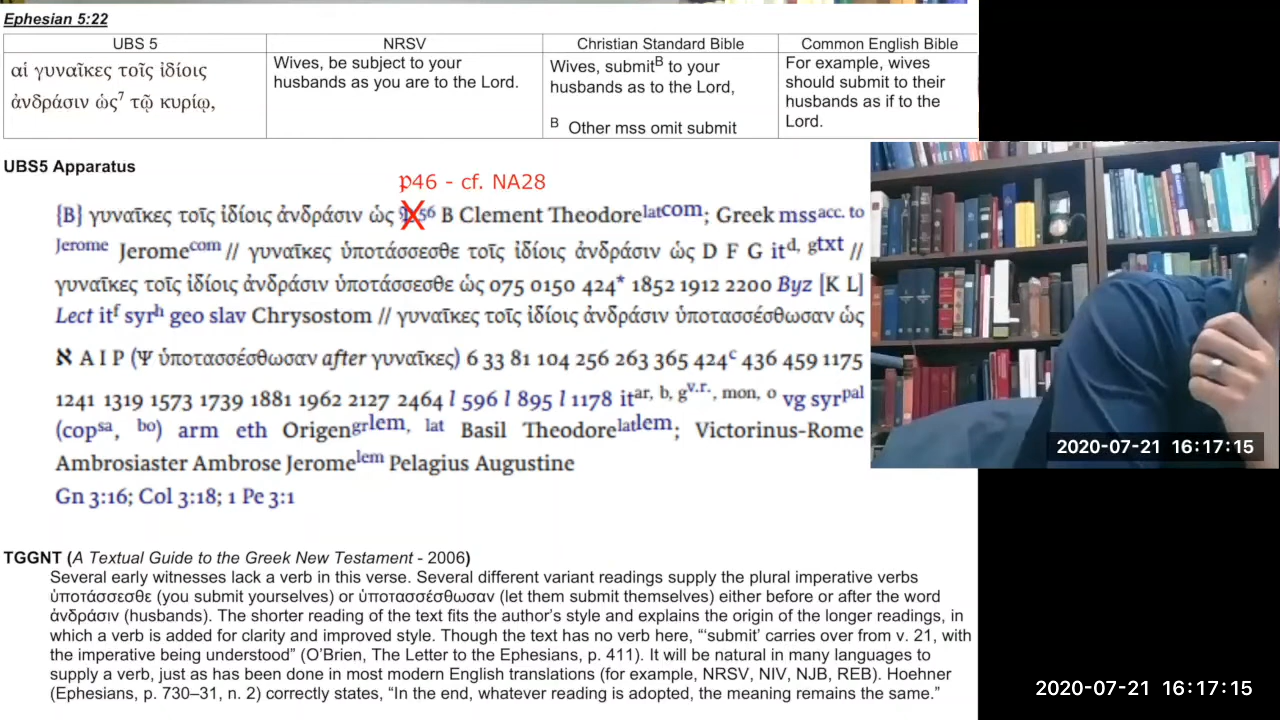 Ephesian 5:22
UBS 5
NRSV
Christian Standard Bible
Common English Bible
αἱ γυναῖκες τοῖς ἰδίοις
ἀνδράσιν ὡς⁷ τῷ κυρίῳ,
Wives, be subject to your
husbands as you are to the Lord.
Wives, submitᴮ to your
husbands as to the Lord,
ᴮ Other mss omit submit
For example, wives
should submit to their
husbands as if to the
Lord.
UBS5 Apparatus
p46 - cf. NA28
{B} γυναῖκες τοῖς ἰδίοις ἀνδράσιν ὡς B Clement Theodorelatcom; Greek mssacc. to
Jerome Jeromecom // γυναῖκες ὑποτάσσεσθε τοῖς ἰδίοις ἀνδράσιν ὡς D F G itd, gtxt //
γυναῖκες τοῖς ἰδίοις ἀνδράσιν ὑποτάσσεσθε ὡς 075 0150 424* 1852 1912 2200 Byz [K L]
Lect itf syrh geo slav Chrysostom // γυναῖκες τοῖς ἰδίοις ἀνδράσιν ὑποτασσέσθωσαν ὡς
ℵ A I P (Ψ ὑποτασσέσθωσαν after γυναῖκες) 6 33 81 104 256 263 365 424c 436 459 1175
1241 1319 1573 1739 1881 1962 2127 2464 l 596 l 895 l 1178 itar, b, gv.r., mon, o vg syrpal
(copsa, bo) arm eth Origengrlem, lat Basil Theodorelatlem; Victorinus-Rome
Ambrosiaster Ambrose Jeromelem Pelagius Augustine
Gn 3:16; Col 3:18; 1 Pe 3:1
TGGNT (A Textual Guide to the Greek New Testament - 2006)
Several early witnesses lack a verb in this verse. Several different variant readings supply the plural imperative verbs
ὑποτάσσεσθε (you submit yourselves) or ὑποτασσέσθωσαν (let them submit themselves) either before or after the word
ἀνδράσιν (husbands). The shorter reading of the text fits the author's style and explains the origin of the longer readings, in
which a verb is added for clarity and improved style. Though the text has no verb here, “‘submit’ carries over from v. 21, with
the imperative being understood” (O’Brien, The Letter to the Ephesians, p. 411). It will be natural in many languages to
supply a verb, just as has been done in most modern English translations (for example, NRSV, NIV, NJB, REB). Hoehner
(Ephesians, p. 730–31, n. 2) correctly states, “In the end, whatever reading is adopted, the meaning remains the same.”
2020-07-21 16:17:15
2020-07-21 16:17:15